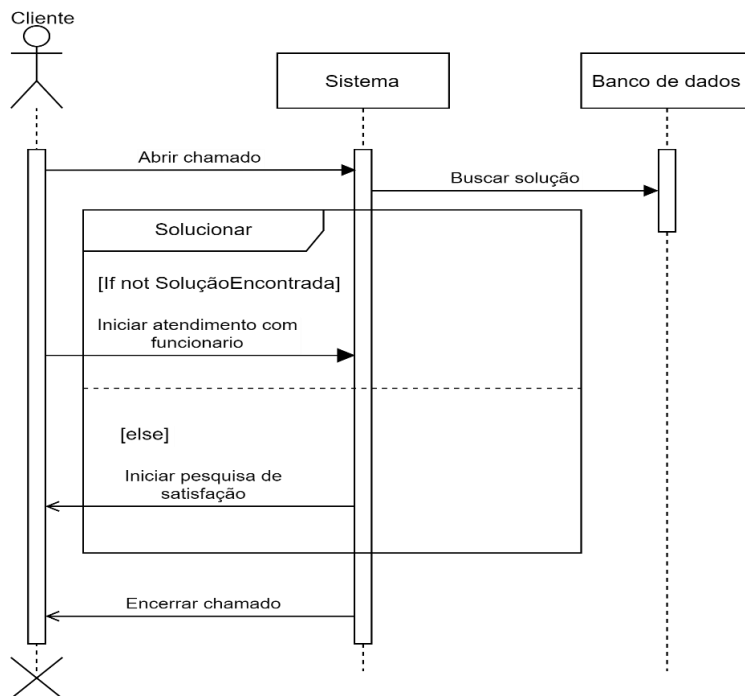 Cliente
Sistema
Banco de dados
Abrir chamado
Buscar solução
Solucionar
[If not SoluçãoEncontrada]
Iniciar atendimento com
funcionario
[else]
Iniciar pesquisa de
satisfação
Encerrar chamado